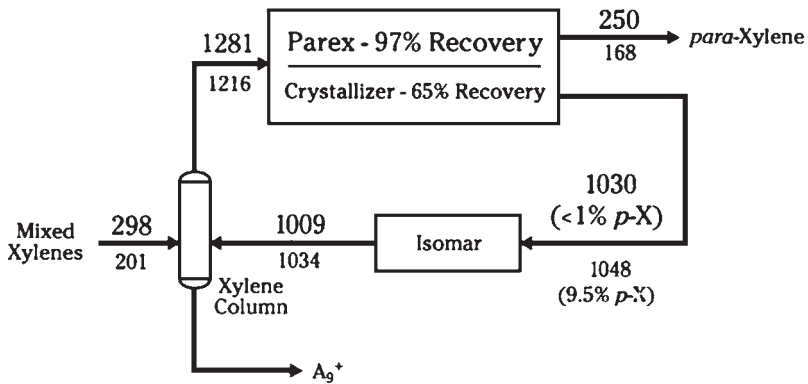 1281
1216
Parex - 97% Recovery
Crystallizer - 65% Recovery
250
168
para-Xylene
Mixed
Xylenes
298
201
1009
1034
Isomar
1030
(<1% p-X)
1048
(9.5% p-X)
Xylene
Column
A₉⁺